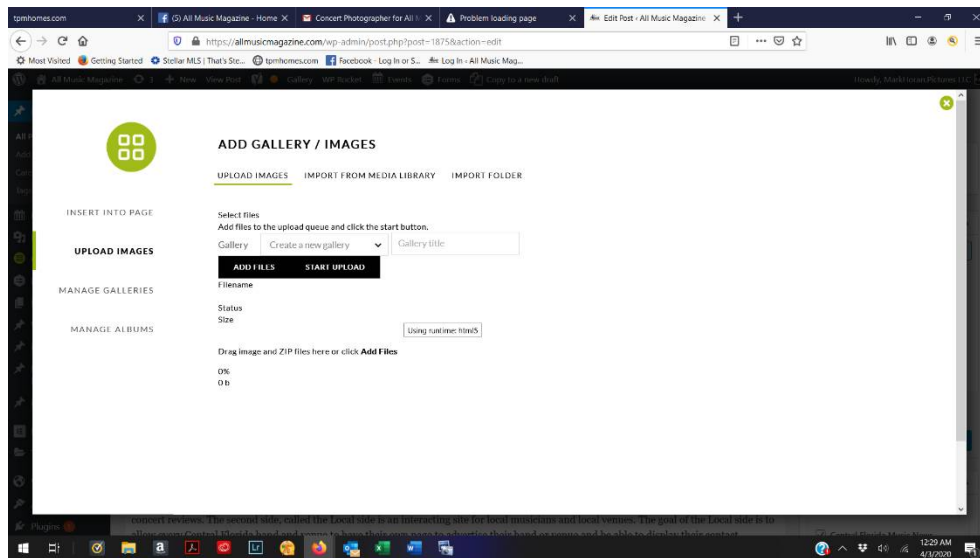 tpmhomes.com
(5) All Music Magazine - Home
Concert Photographer for All M
Problem loading page
Edit Post ‹ All Music Magazine
https://allmusicmagazine.com/wp-admin/post.php?post=1875&action=edit
Most Visited Getting Started Stellar MLS | That's Ste... tpmhomes.com Facebook - Log In or S... Log In ‹ All Music Mag...
All Music Magazine 3 + New View Post Gallery WP Rocket Events Forms Copy to a new draft Howdy, MarkHoran.Pictures LLC
ADD GALLERY / IMAGES
UPLOAD IMAGES IMPORT FROM MEDIA LIBRARY IMPORT FOLDER
INSERT INTO PAGE
UPLOAD IMAGES
MANAGE GALLERIES
MANAGE ALBUMS
Select files
Add files to the upload queue and click the start button.
Gallery Create a new gallery Gallery title
ADD FILES START UPLOAD
Filename
Status
Size
Using runtime: html5
Drag image and ZIP files here or click Add Files
0%
0 b
Plugins
concert reviews. The second side, called the Local side is an interacting site for local musicians and local venues. The goal of the Local side is to
12:29 AM
4/3/2020